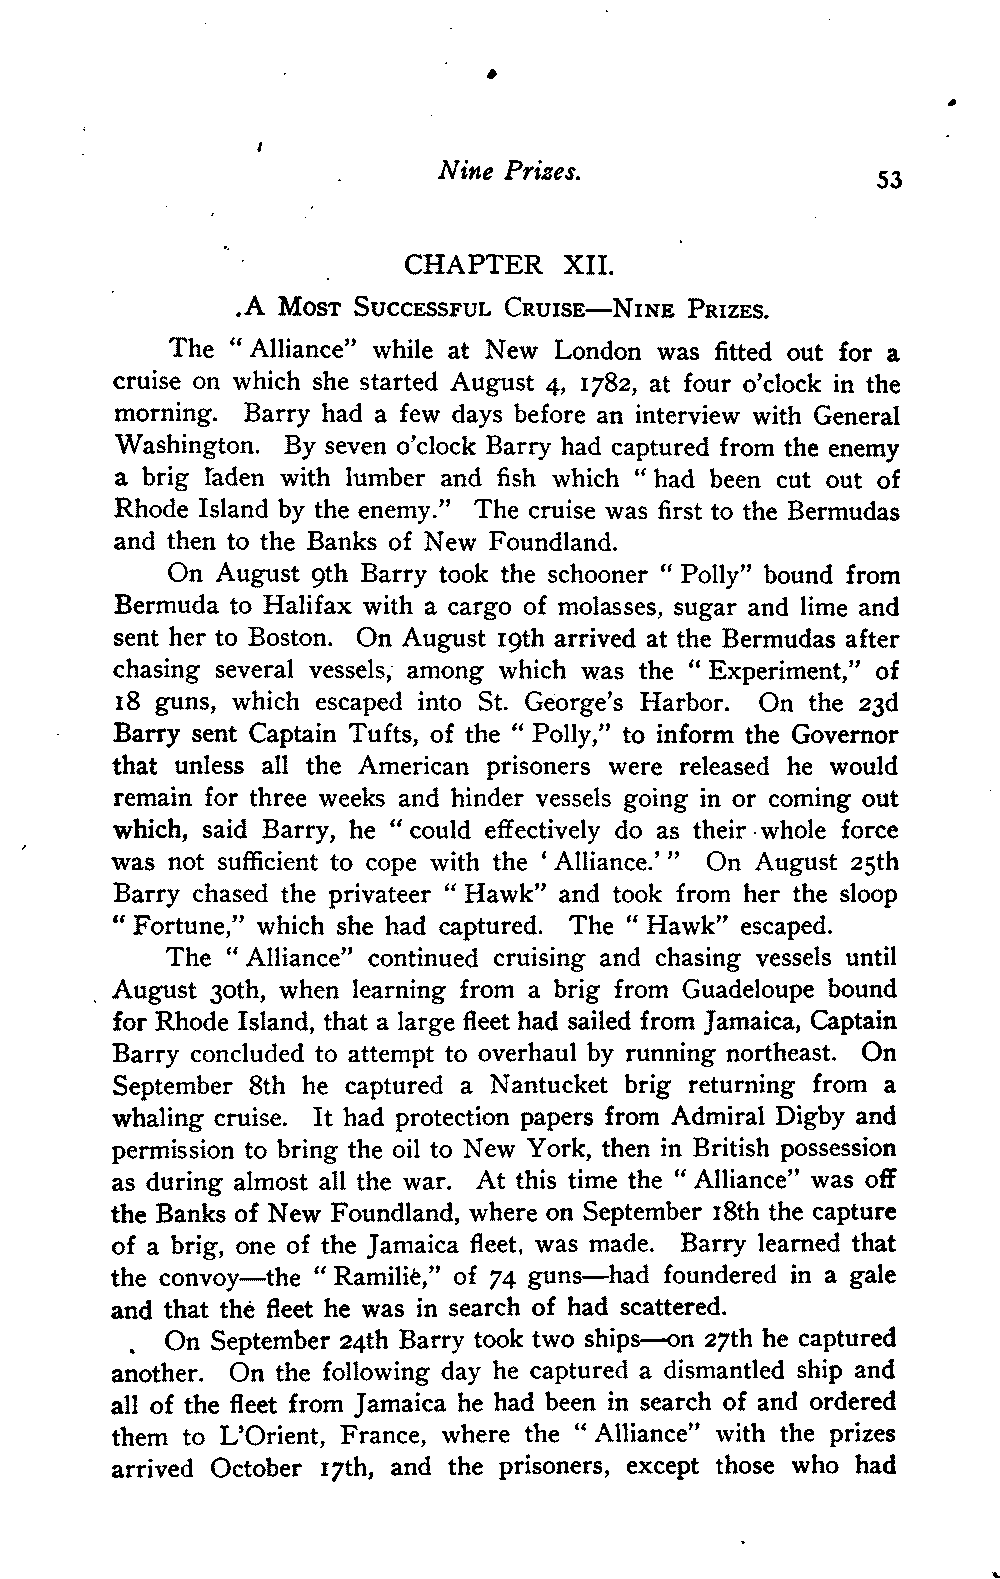 Nine Prizes.
53
CHAPTER XII.
A MOST SUCCESSFUL CRUISE—NINE PRIZES.
The "Alliance" while at New London was fitted out for a
cruise on which she started August 4, 1782, at four o'clock in the
morning. Barry had a few days before an interview with General
Washington. By seven o'clock Barry had captured from the enemy
a brig laden with lumber and fish which "had been cut out of
Rhode Island by the enemy." The cruise was first to the Bermudas
and then to the Banks of New Foundland.
On August 9th Barry took the schooner "Polly" bound from
Bermuda to Halifax with a cargo of molasses, sugar and lime and
sent her to Boston. On August 19th arrived at the Bermudas after
chasing several vessels, among which was the "Experiment," of
18 guns, which escaped into St. George's Harbor. On the 23d
Barry sent Captain Tufts, of the "Polly," to inform the Governor
that unless all the American prisoners were released he would
remain for three weeks and hinder vessels going in or coming out
which, said Barry, he "could effectively do as their whole force
was not sufficient to cope with the 'Alliance.'" On August 25th
Barry chased the privateer "Hawk" and took from her the sloop
"Fortune," which she had captured. The "Hawk" escaped.
The "Alliance" continued cruising and chasing vessels until
August 30th, when learning from a brig from Guadeloupe bound
for Rhode Island, that a large fleet had sailed from Jamaica, Captain
Barry concluded to attempt to overhaul by running northeast. On
September 8th he captured a Nantucket brig returning from a
whaling cruise. It had protection papers from Admiral Digby and
permission to bring the oil to New York, then in British possession
as during almost all the war. At this time the "Alliance" was off
the Banks of New Foundland, where on September 18th the capture
of a brig, one of the Jamaica fleet, was made. Barry learned that
the convoy—the "Ramilie," of 74 guns—had foundered in a gale
and that the fleet he was in search of had scattered.
On September 24th Barry took two ships—on 27th he captured
another. On the following day he captured a dismantled ship and
all of the fleet from Jamaica he had been in search of and ordered
them to L'Orient, France, where the "Alliance" with the prizes
arrived October 17th, and the prisoners, except those who had